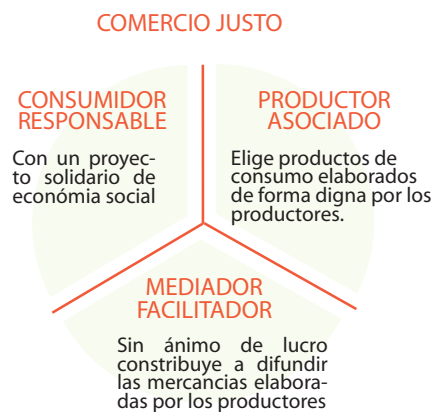 COMERCIO JUSTO
CONSUMIDOR
RESPONSABLE
Con un proyec-
to solidario de
económia social
PRODUCTOR
ASOCIADO
Elige productos de
consumo elaborados
de forma digna por los
productores.
MEDIADOR
FACILITADOR
Sin ánimo de lucro
constribuye a difundir
las mercancias elabora-
das por los productores